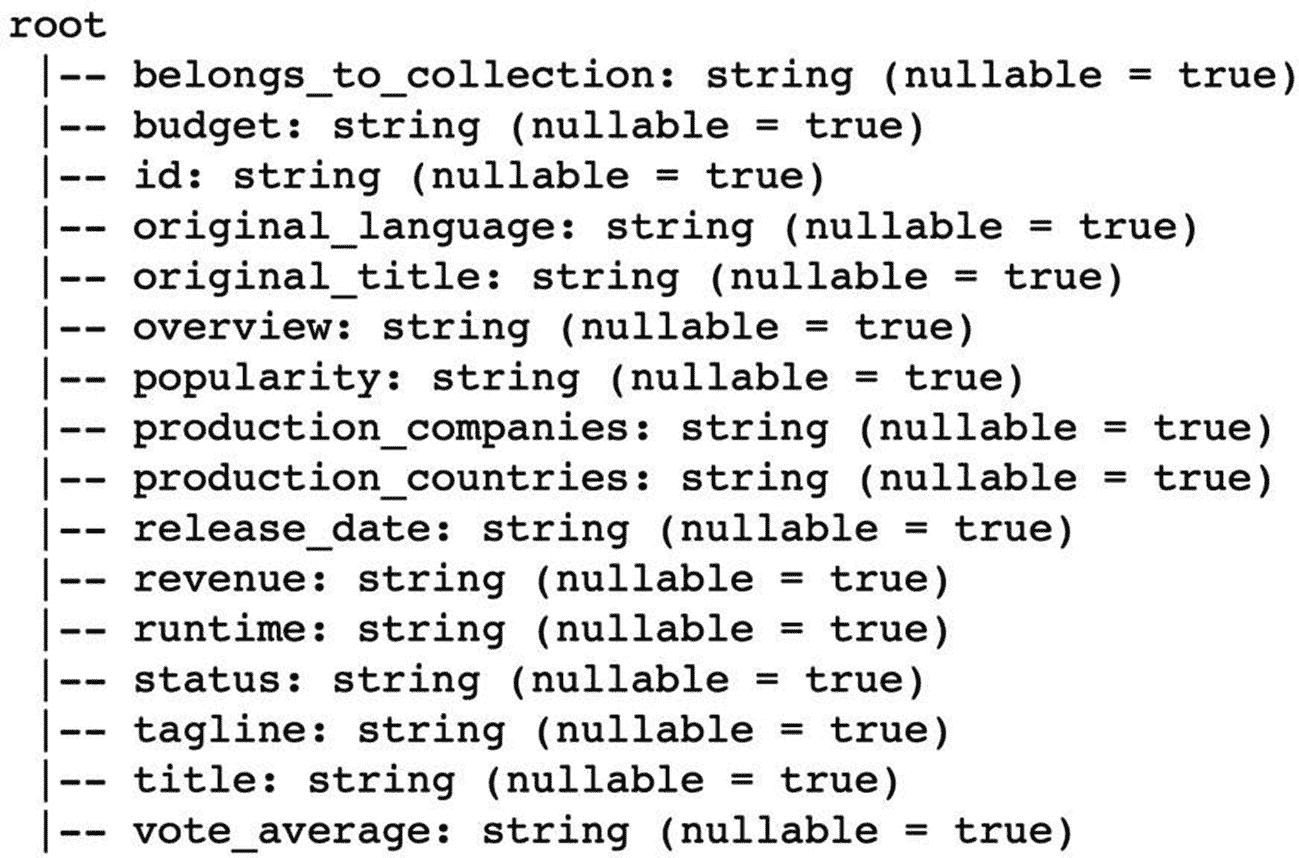 root
 |-- belongs_to_collection: string (nullable = true)
 |-- budget: string (nullable = true)
 |-- id: string (nullable = true)
 |-- original_language: string (nullable = true)
 |-- original_title: string (nullable = true)
 |-- overview: string (nullable = true)
 |-- popularity: string (nullable = true)
 |-- production_companies: string (nullable = true)
 |-- production_countries: string (nullable = true)
 |-- release_date: string (nullable = true)
 |-- revenue: string (nullable = true)
 |-- runtime: string (nullable = true)
 |-- status: string (nullable = true)
 |-- tagline: string (nullable = true)
 |-- title: string (nullable = true)
 |-- vote_average: string (nullable = true)